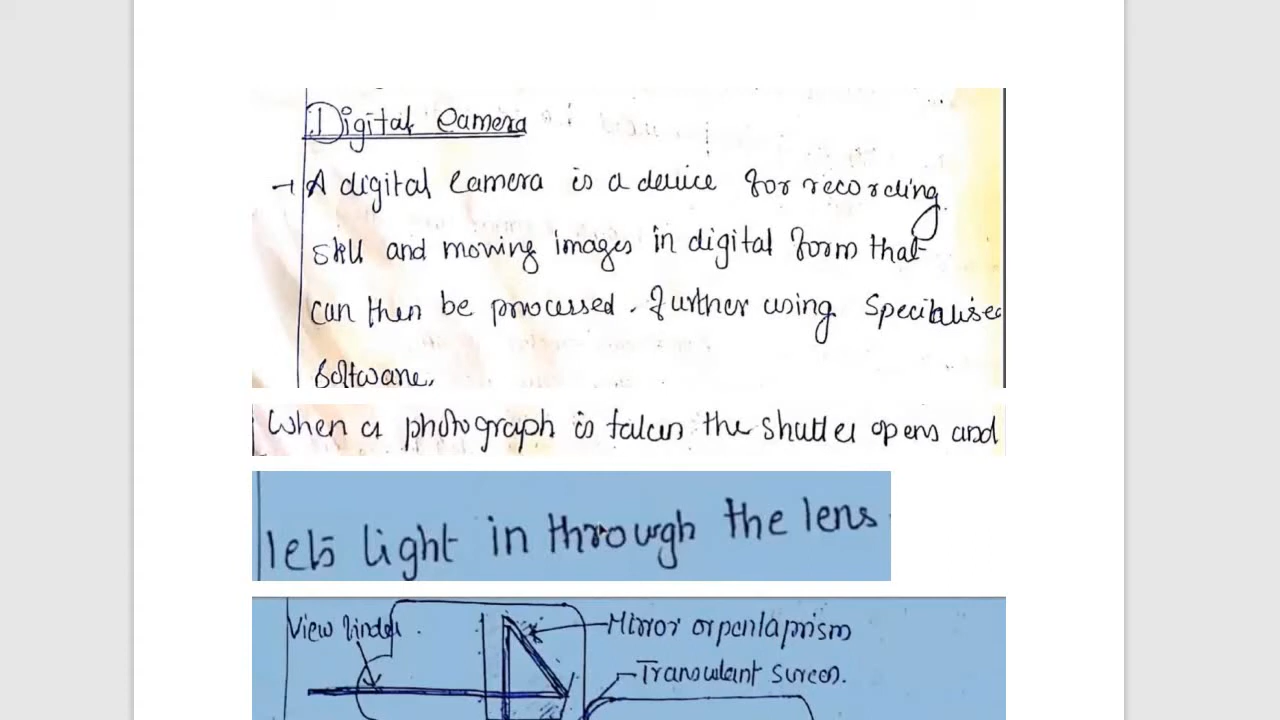 Digital Camera
→ A digital Camera is a device for recording
still and moving images in digital form that
can then be processed. further using Specialised
Software.
When a photograph is taken the shutter opens and
lets light in through the lens
View finder.
Mirror or pentaprism
Translucent Screen.